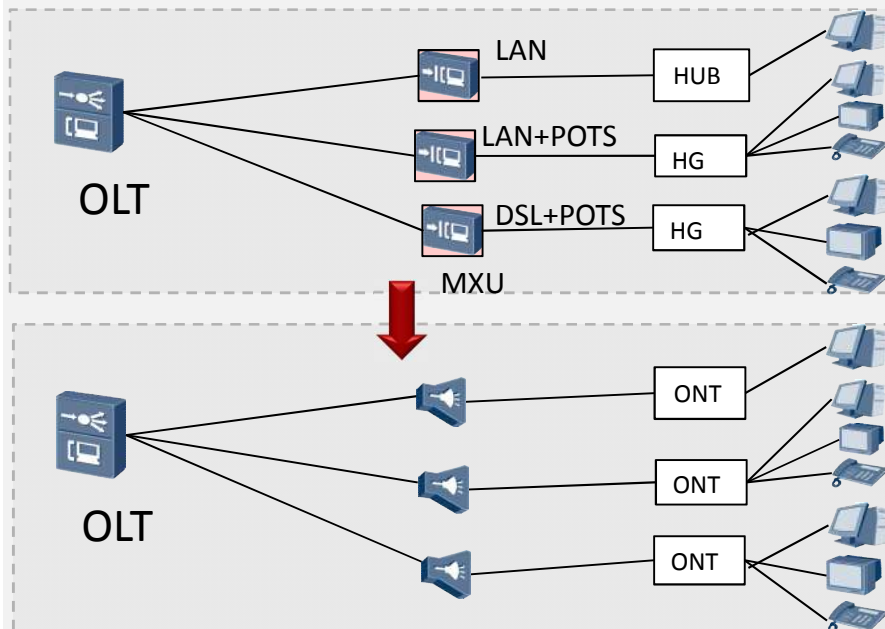 LAN
HUB
LAN+POTS
HG
OLT
DSL+POTS
HG
MXU
ONT
ONT
OLT
ONT